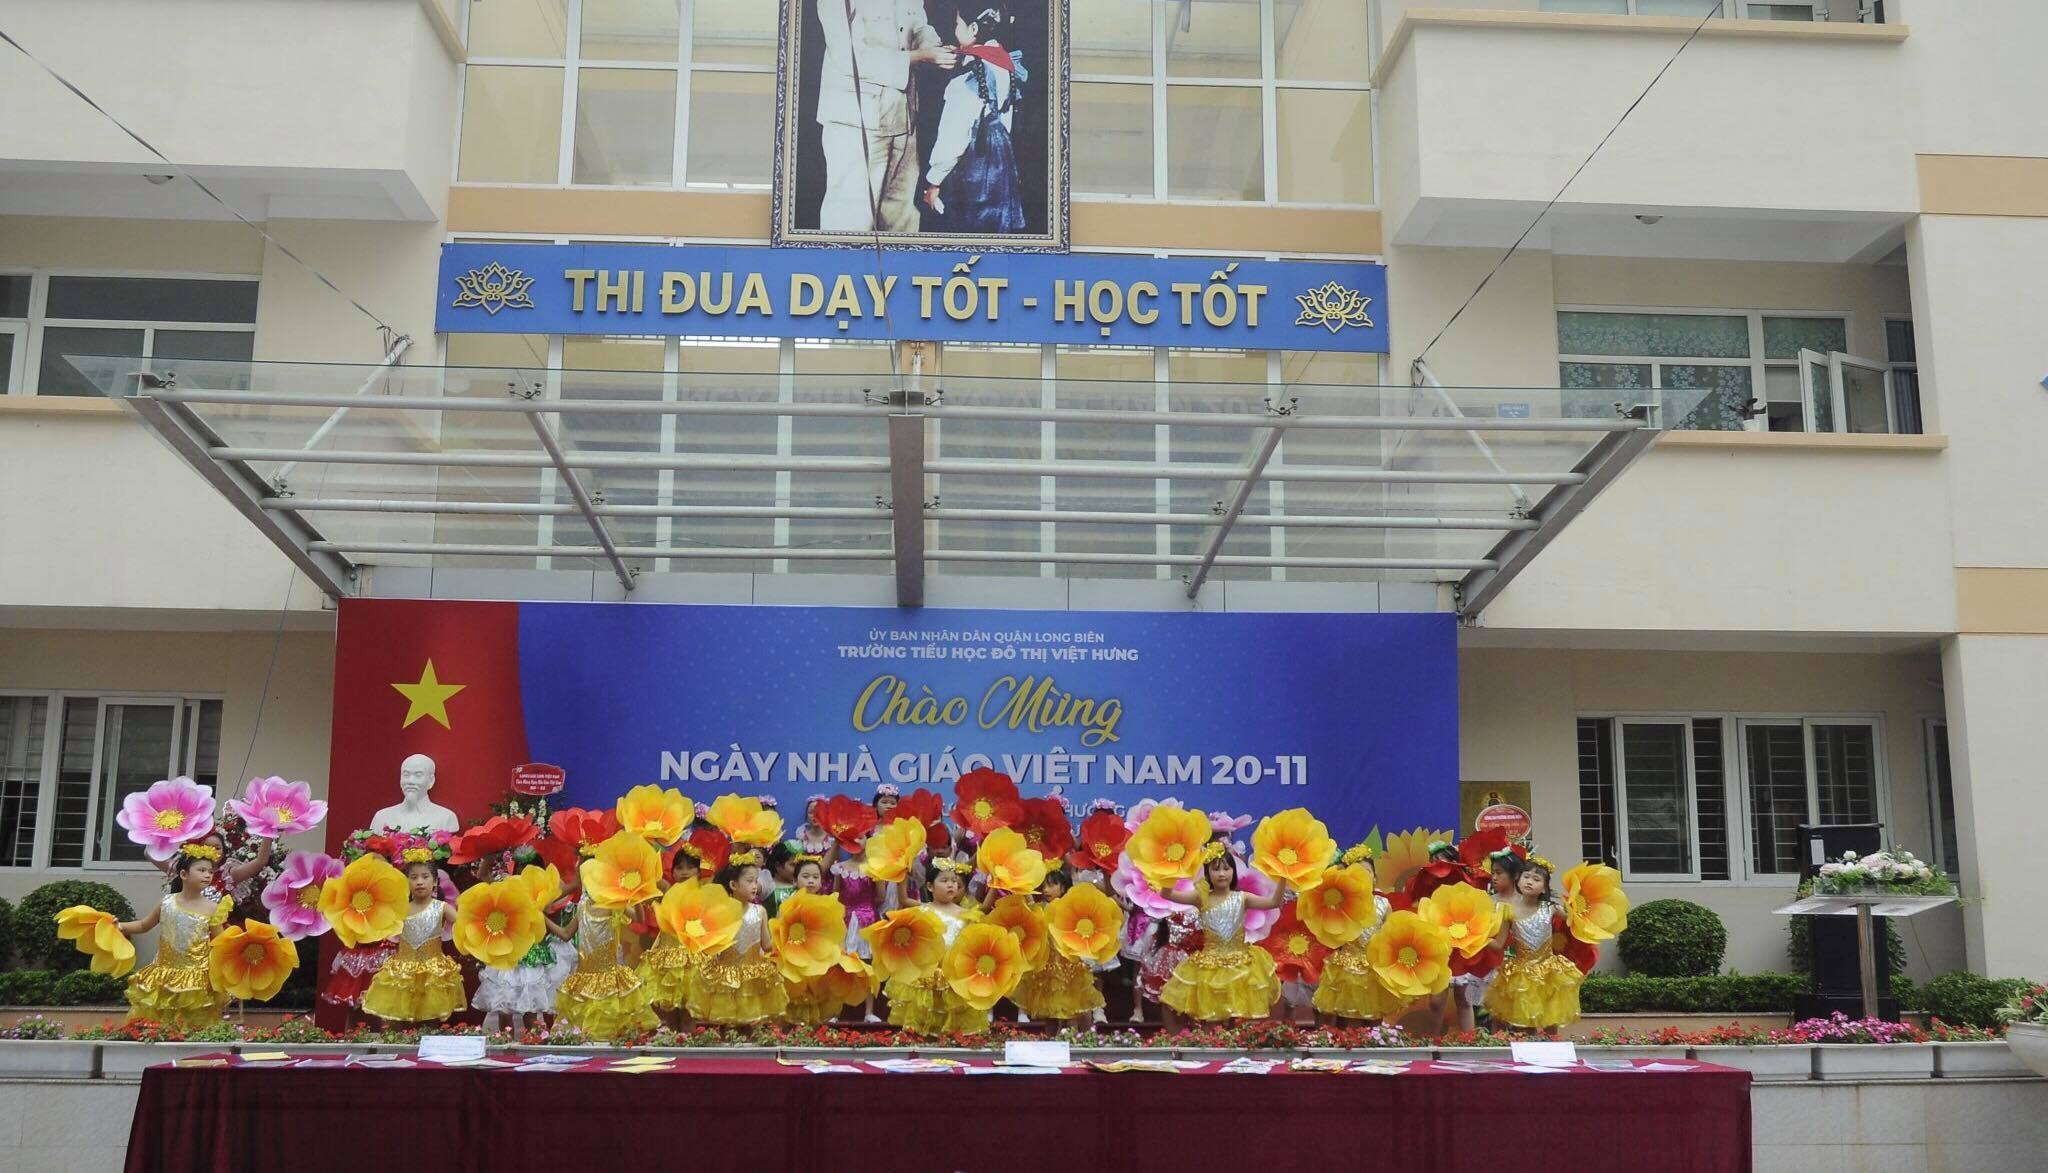 THI ĐUA DẠY TỐT - HỌC TỐT
ỦY BAN NHÂN DÂN QUẬN LONG BIÊN
TRƯỜNG TIỂU HỌC ĐÔ THỊ VIỆT HƯNG
Chào Mừng
NGÀY NHÀ GIÁO VIỆT NAM 20-11